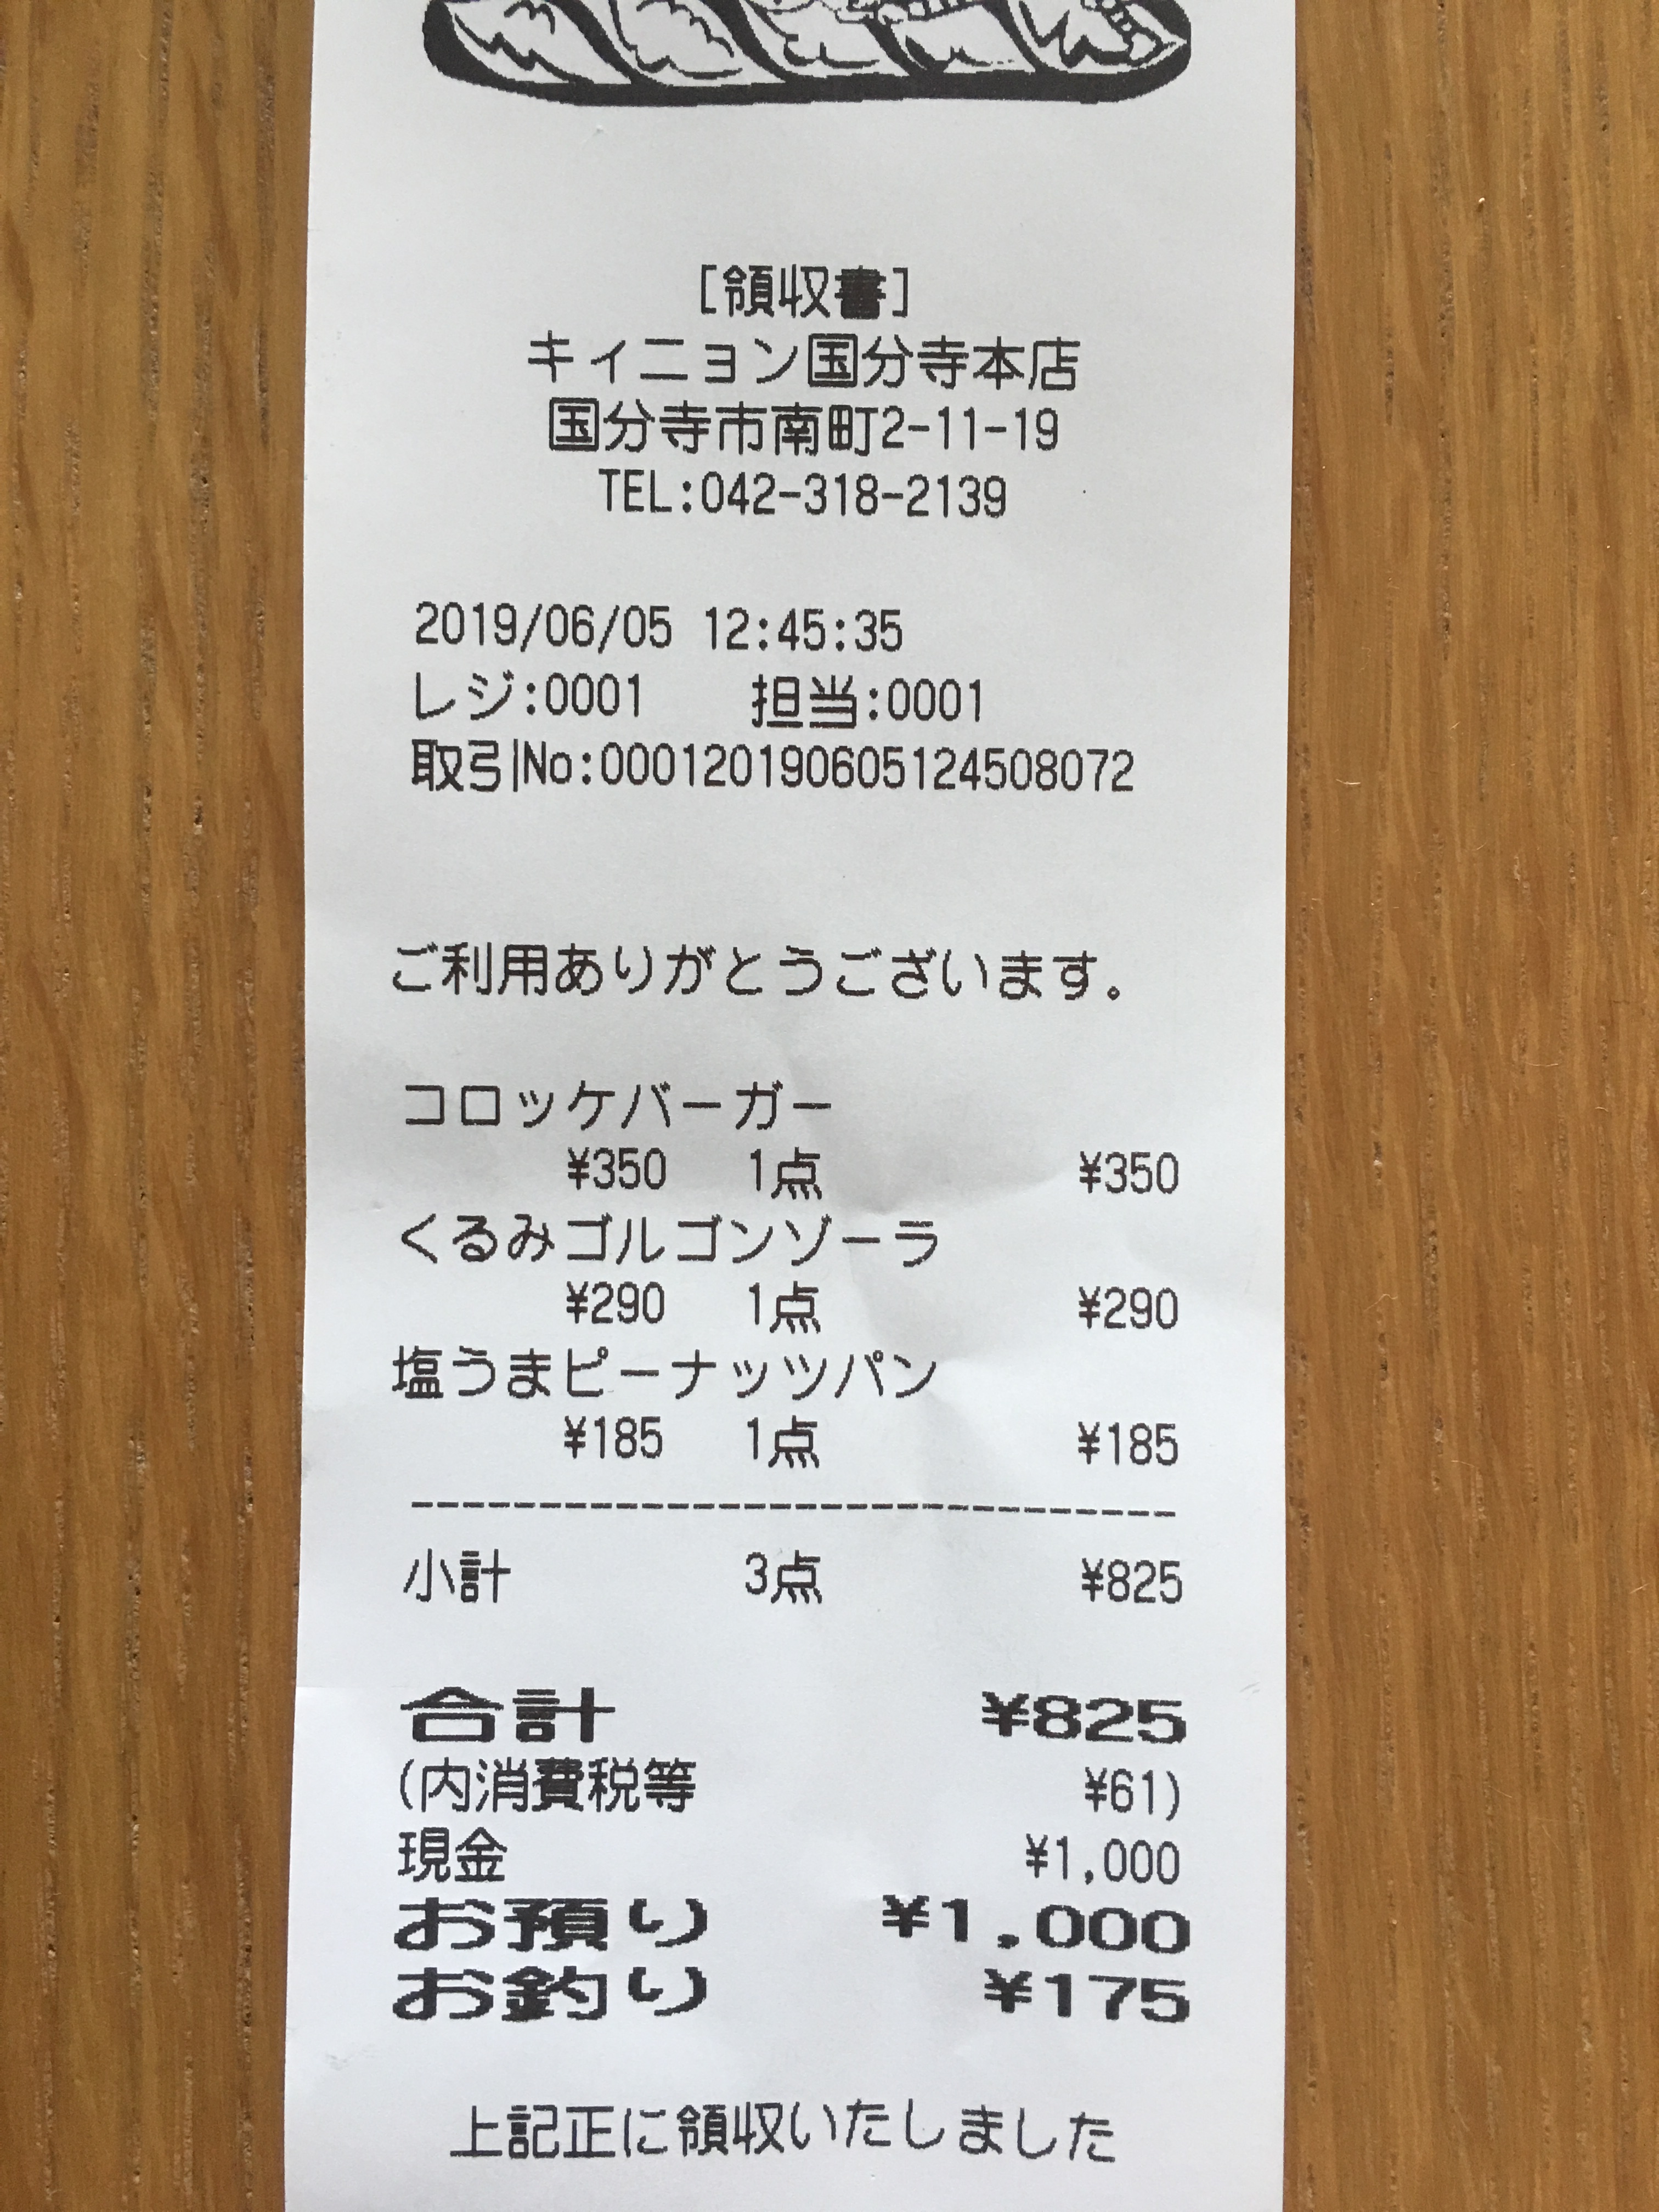 [領収書]
キィニョン国分寺本店
国分寺市南町2-11-19
TEL:042-318-2139
2019/06/05 12:45:35
レジ:0001 担当:0001
取引No:000120190605124508072
ご利用ありがとうございます。
コロッケバーガー
¥350 1点 ¥350
くるみゴルゴンゾーラ
¥290 1点 ¥290
塩うまピーナッツパン
¥185 1点 ¥185
------------------------------
小計 3点 ¥825
合計 ¥825
(内消費税等 ¥61)
現金 ¥1,000
お預り ¥1,000
お釣り ¥175
上記正に領収いたしました